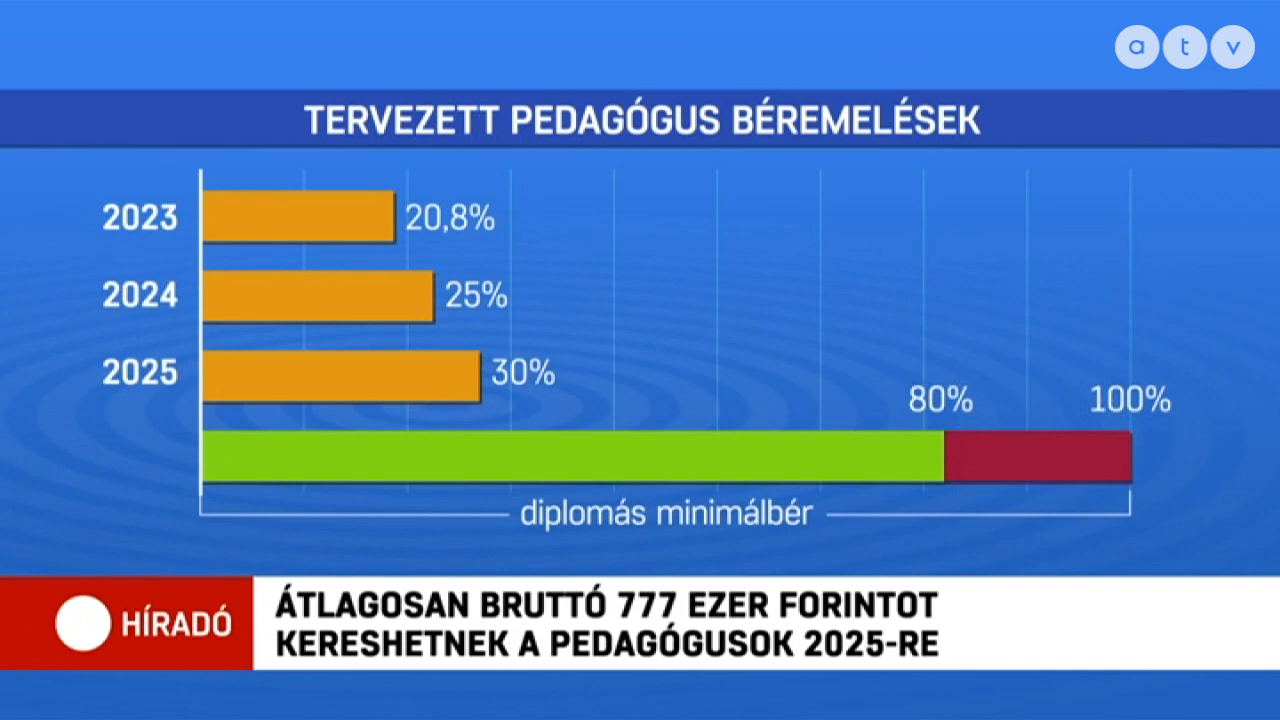 a t v
TERVEZETT PEDAGÓGUS BÉREMELÉSEK
2023 20,8%
2024 25%
2025 30%
80% 100%
diplomás minimálbér
HÍRADÓ
ÁTLAGOSAN BRUTTÓ 777 EZER FORINTOT
KERESHETNEK A PEDAGÓGUSOK 2025-RE